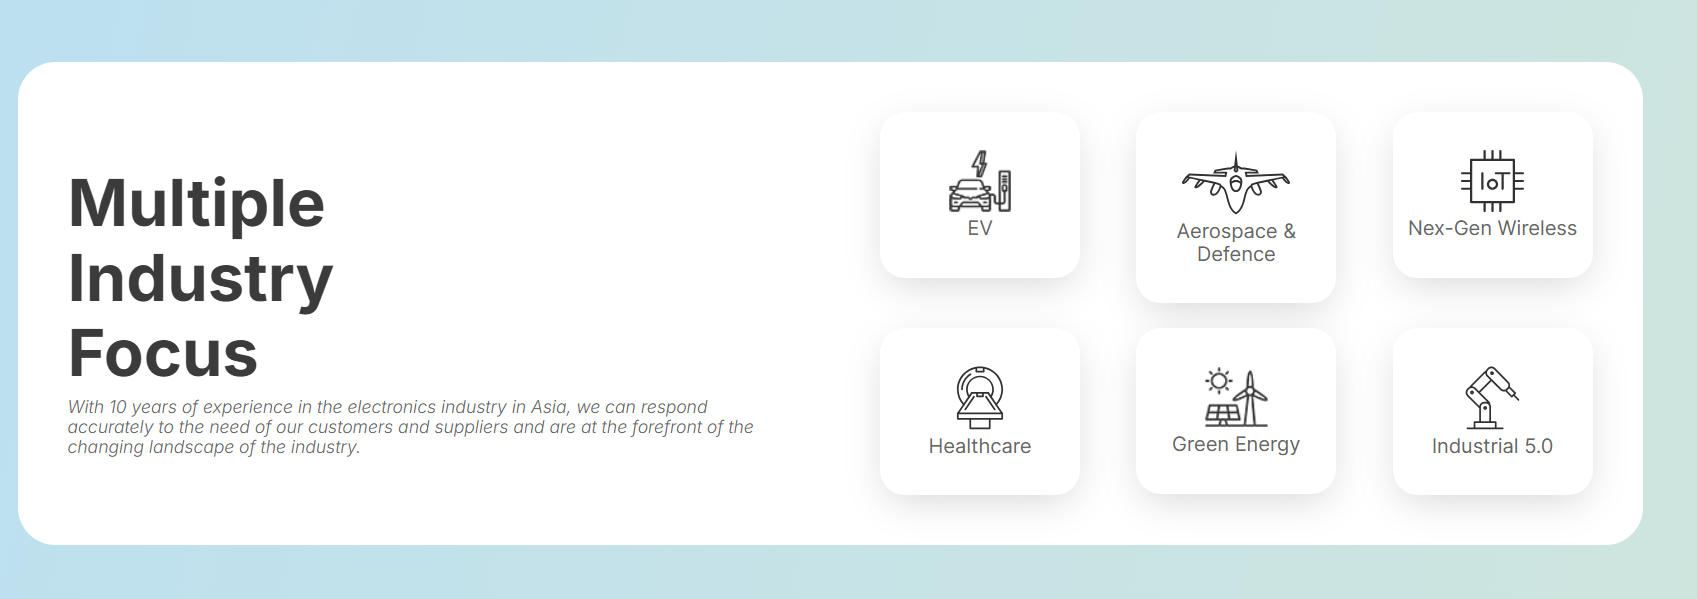 Multiple
Industry
Focus
With 10 years of experience in the electronics industry in Asia, we can respond
accurately to the need of our customers and suppliers and are at the forefront of the
changing landscape of the industry.
EV
Aerospace &
Defence
IoT
Nex-Gen Wireless
Healthcare
Green Energy
Industrial 5.0